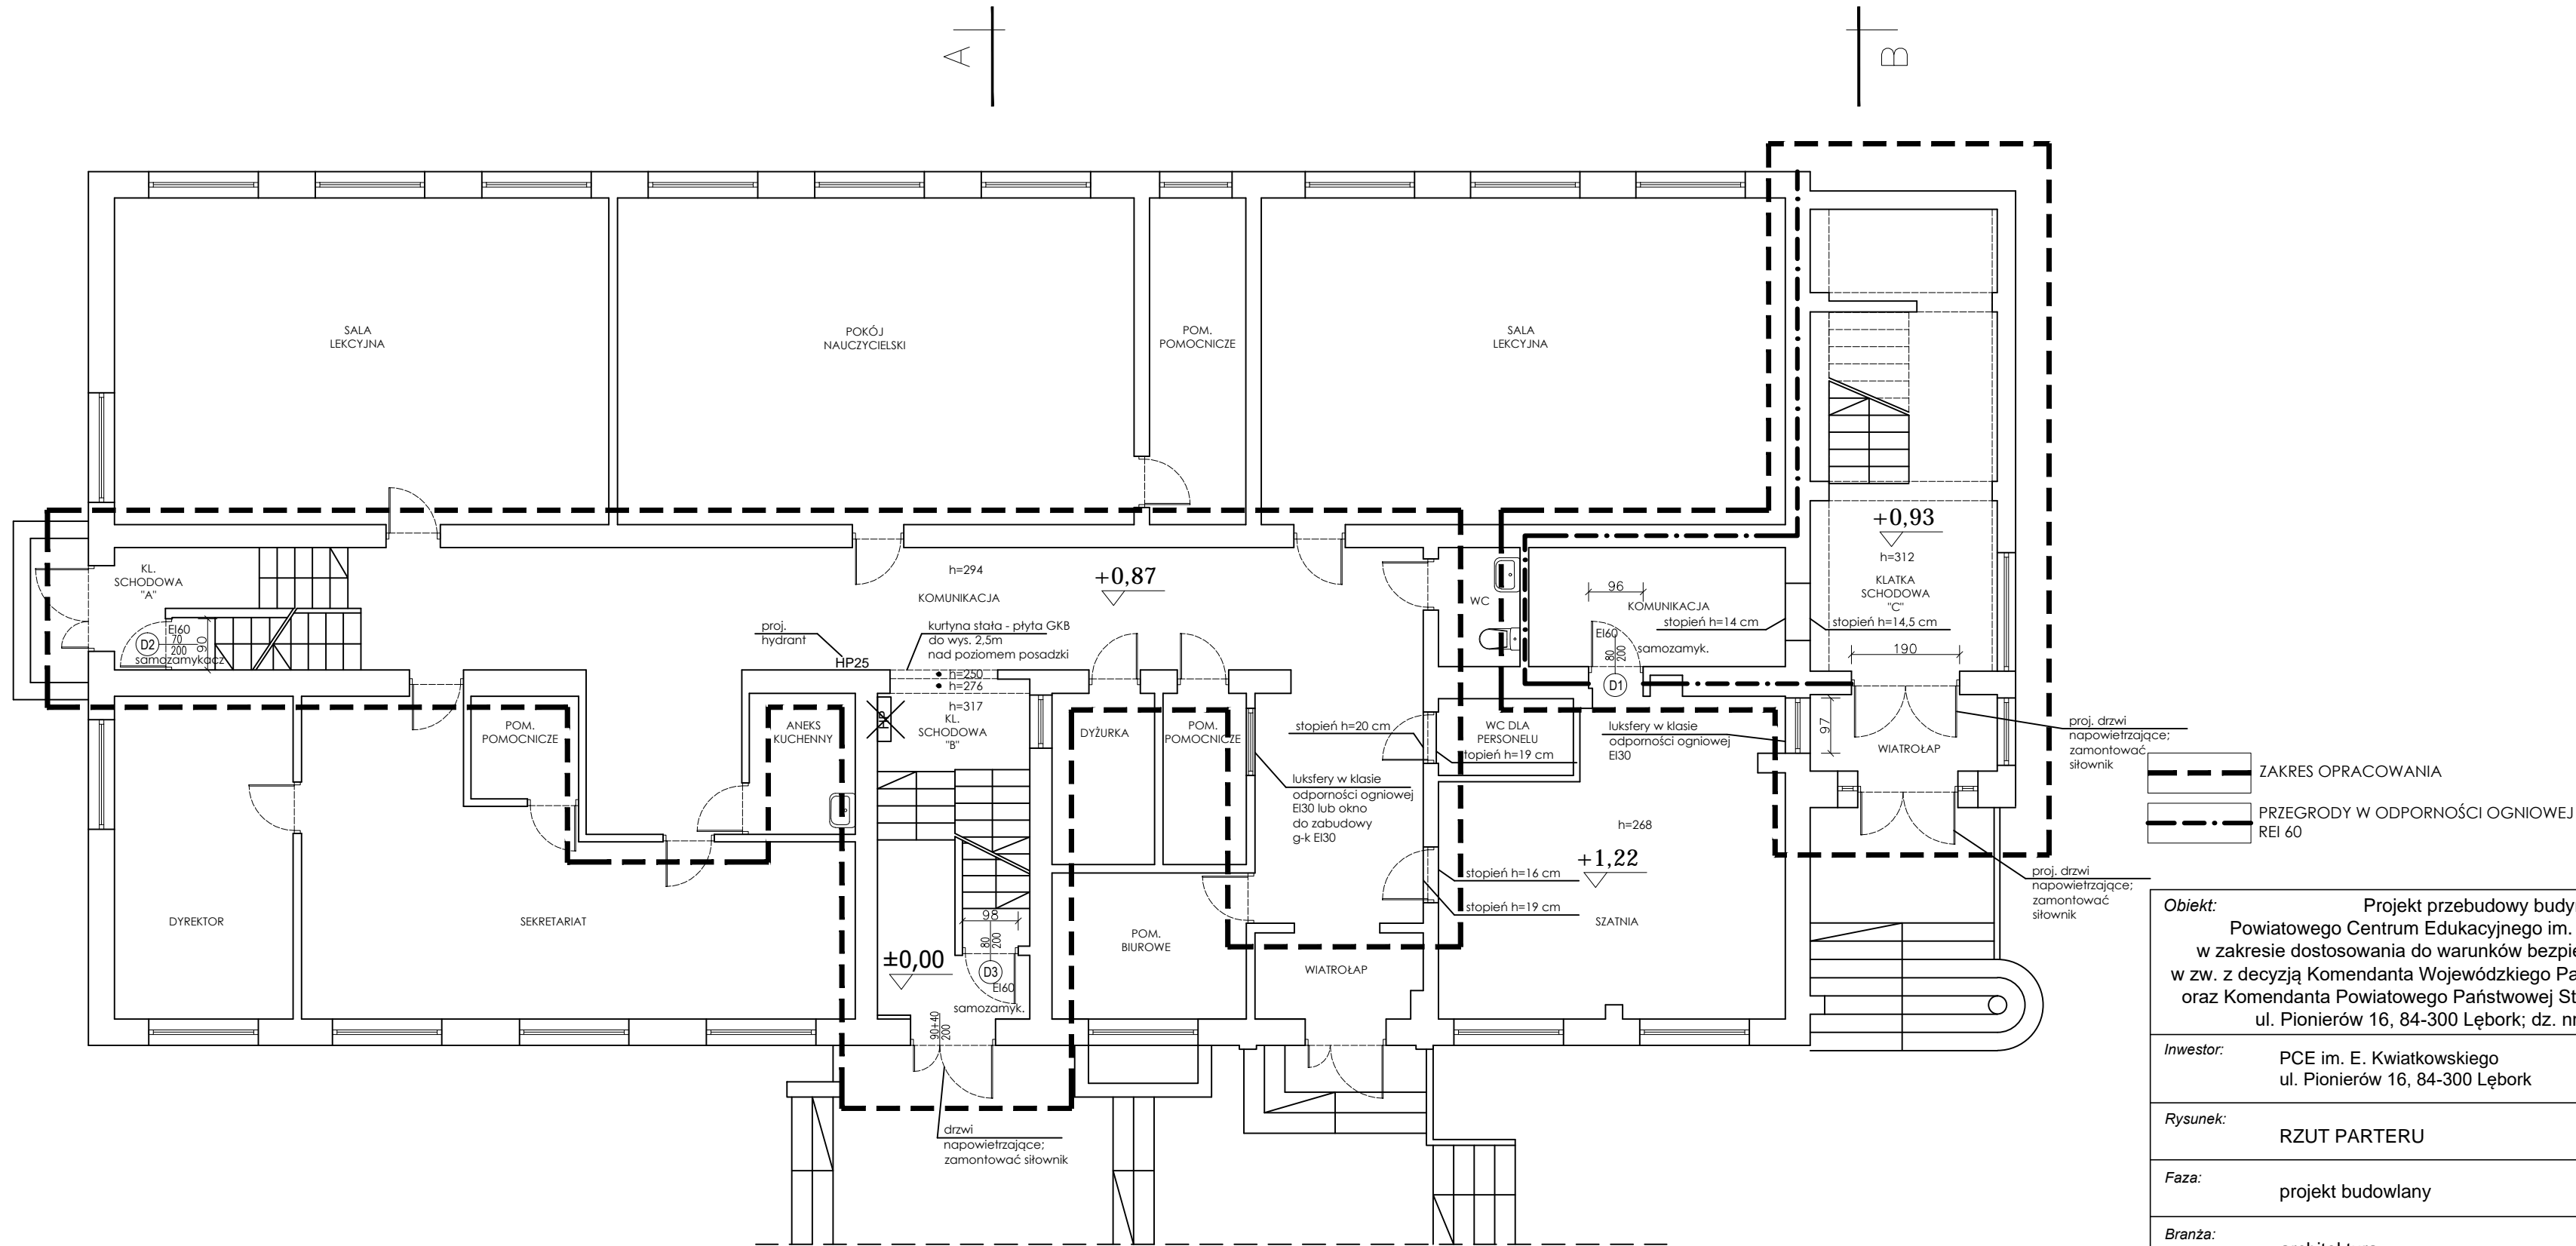 A
B
SALA
LEKCYJNA
POKÓJ
NAUCZYCIELSKI
POM.
POMOCNICZE
SALA
LEKCYJNA
+0,93
h=312
KLATKA
SCHODOWA
"C"
KL.
SCHODOWA
"A"
h=294
+0,87
KOMUNIKACJA
WC
96
KOMUNIKACJA
stopień h=14 cm
stopień h=14,5 cm
EI60
80
200
samozamyk.
D1
190
D2
EI60
70
200
90
samozamykacz
proj.
hydrant
HP25
kurtyna stała - płyta GKB
do wys. 2,5m
nad poziomem posadzki
h=250
h=276
h=317
KL.
SCHODOWA
"B"
HP
POM.
POMOCNICZE
ANEKS
KUCHENNY
DYŻURKA
POM.
POMOCNICZE
stopień h=20 cm
WC DLA
PERSONELU
stopień h=19 cm
luksfery w klasie
odporności ogniowej
EI30
97
WIATROŁAP
proj. drzwi
napowietrzające;
zamontować
siłownik
luksfery w klasie
odporności ogniowej
EI30 lub okno
do zabudowy
g-k EI30
h=268
+1,22
stopień h=16 cm
stopień h=19 cm
SZATNIA
proj. drzwi
napowietrzające;
zamontować
siłownik
ZAKRES OPRACOWANIA
PRZEGRODY W ODPORNOŚCI OGNIOWEJ
REI 60
DYREKTOR
SEKRETARIAT
±0,00
98
80
200
D3
EI60
samozamyk.
90+40
200
POM.
BIUROWE
WIATROŁAP
drzwi
napowietrzające;
zamontować siłownik
Obiekt: Projekt przebudowy budy
Powiatowego Centrum Edukacyjnego im.
w zakresie dostosowania do warunków bezpie
w zw. z decyzją Komendanta Wojewódzkiego Pa
oraz Komendanta Powiatowego Państwowej St
ul. Pionierów 16, 84-300 Lębork; dz. nr
Inwestor: PCE im. E. Kwiatkowskiego
ul. Pionierów 16, 84-300 Lębork
Rysunek: RZUT PARTERU
Faza: projekt budowlany
Branża: